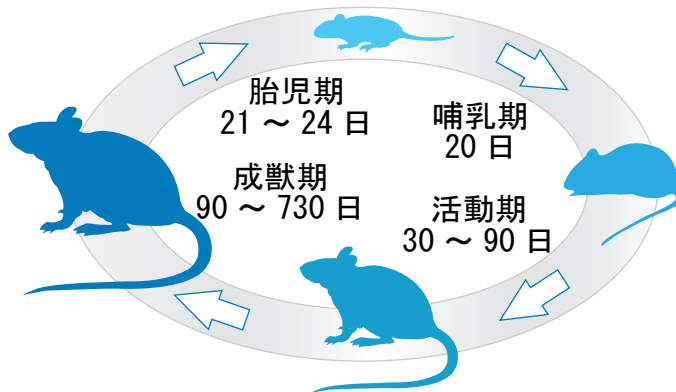 胎児期
21 ～ 24 日
哺乳期
20 日
成獣期
90 ～ 730 日
活動期
30 ～ 90 日